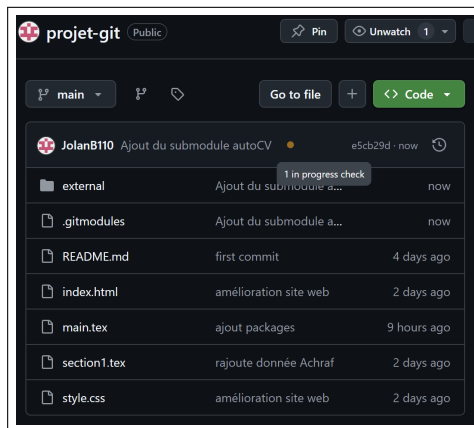 projet-git Public Pin Unwatch 1
main Go to file + <> Code
JolanB110 Ajout du submodule autoCV e5cb29d · now
1 in progress check
external Ajout du submodule a... now
.gitmodules Ajout du submodule a... now
README.md first commit 4 days ago
index.html amélioration site web 2 days ago
main.tex ajout packages 9 hours ago
section1.tex rajoute donnée Achraf 2 days ago
style.css amélioration site web 2 days ago